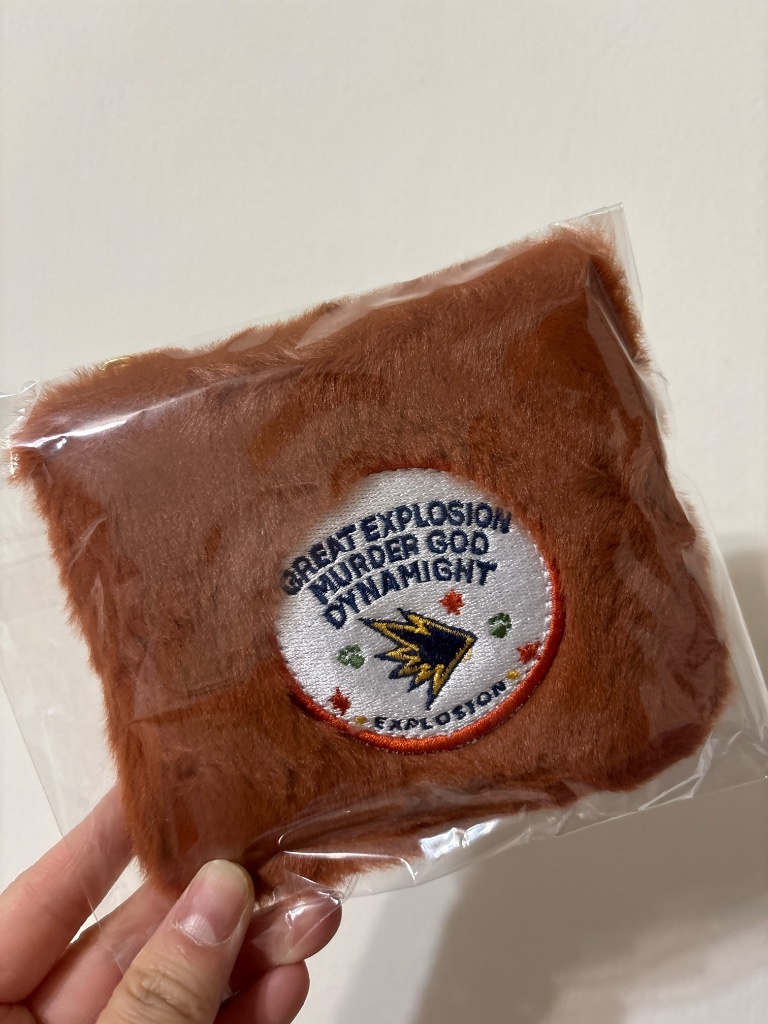 GREAT EXPLOSION
MURDER GOD
DYNAMIGHT
EXPLOSION